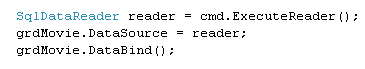 SqlDataReader reader = cmd.ExecuteReader();
grdMovie.DataSource = reader;
grdMovie.DataBind();